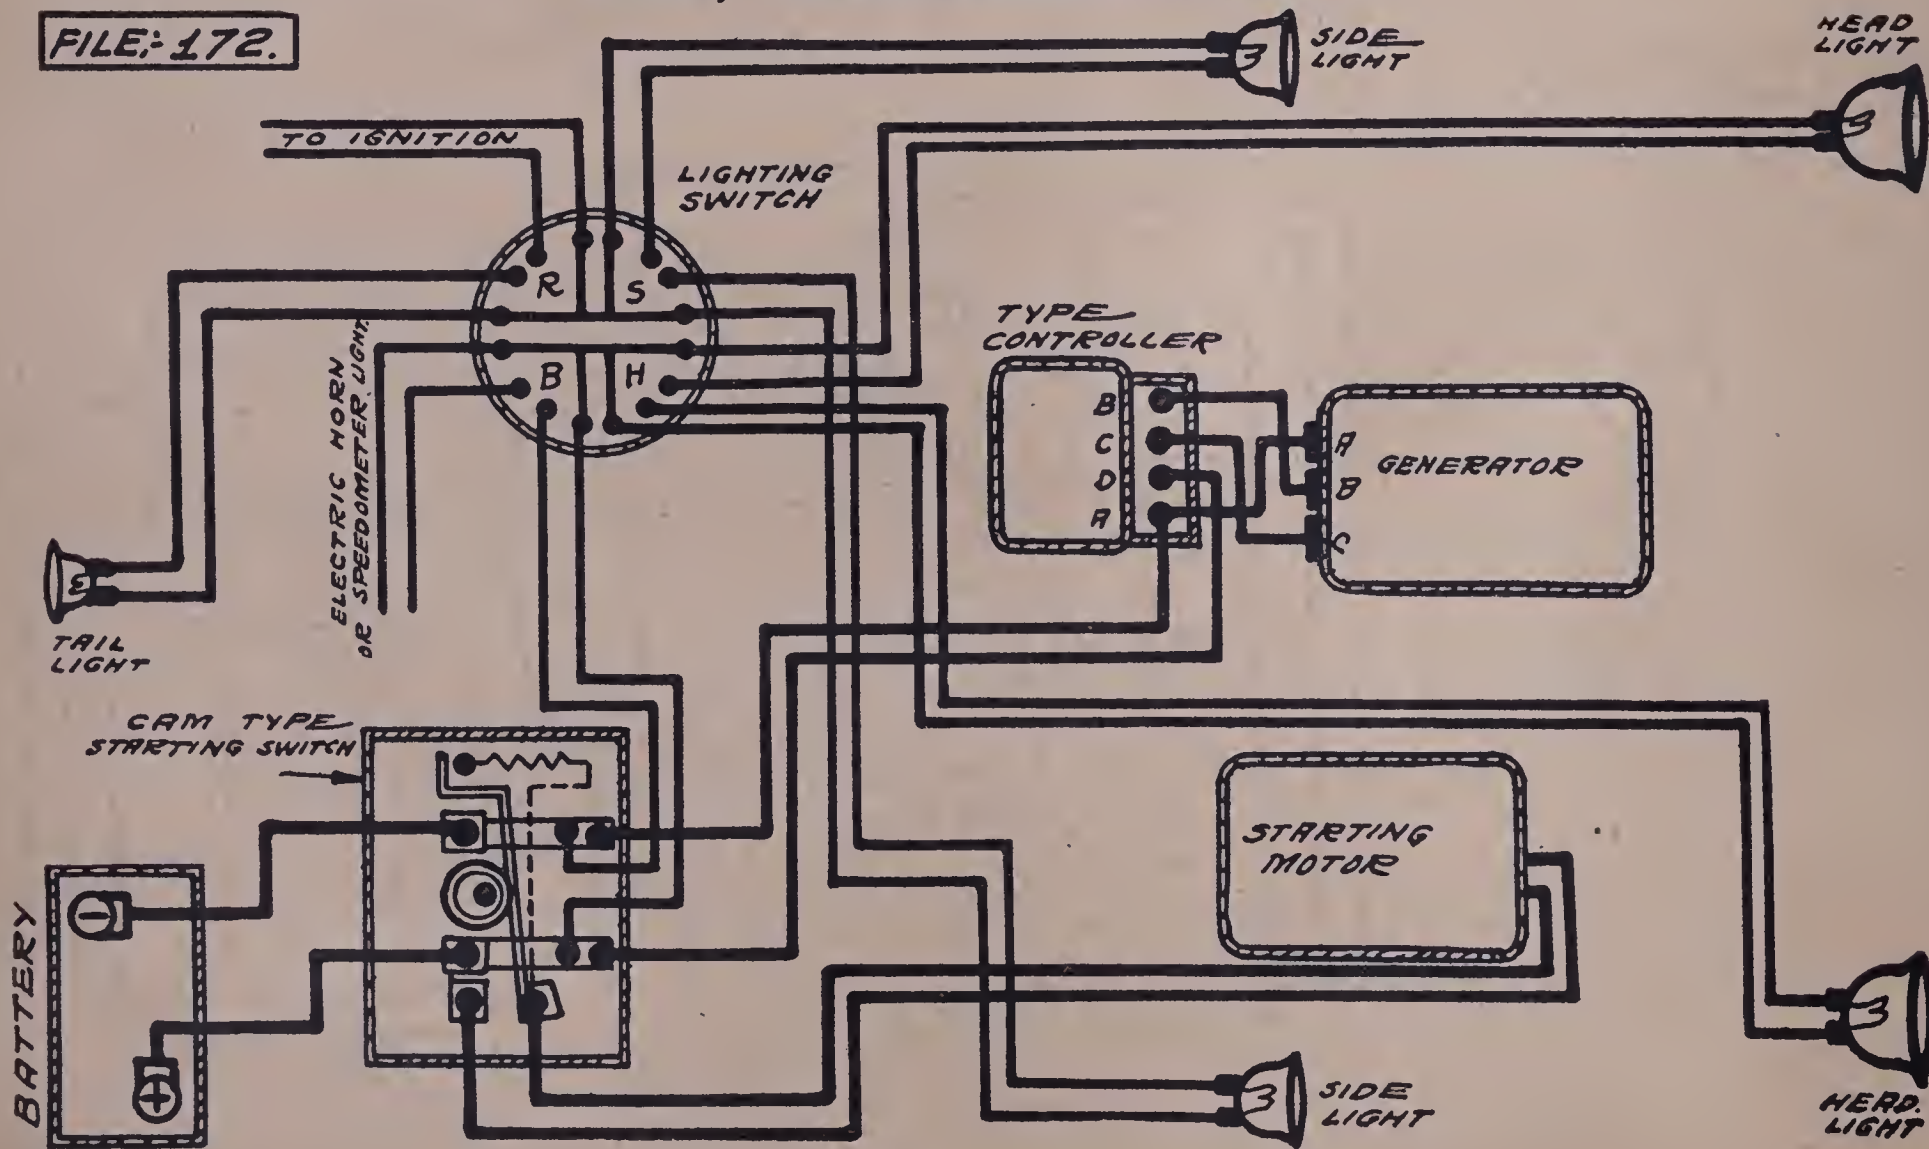 FILE:- 172.
SIDE
LIGHT
HEAD
LIGHT
TO IGNITION
LIGHTING
SWITCH
R
S
B
H
ELECTRIC HORN
OR SPEEDOMETER LIGHT.
TYPE
CONTROLLER
B
C
D
A
A
B
C
GENERATOR
TAIL
LIGHT
CAM TYPE
STARTING SWITCH
STARTING
MOTOR
BATTERY
−
+
SIDE
LIGHT
HEAD.
LIGHT